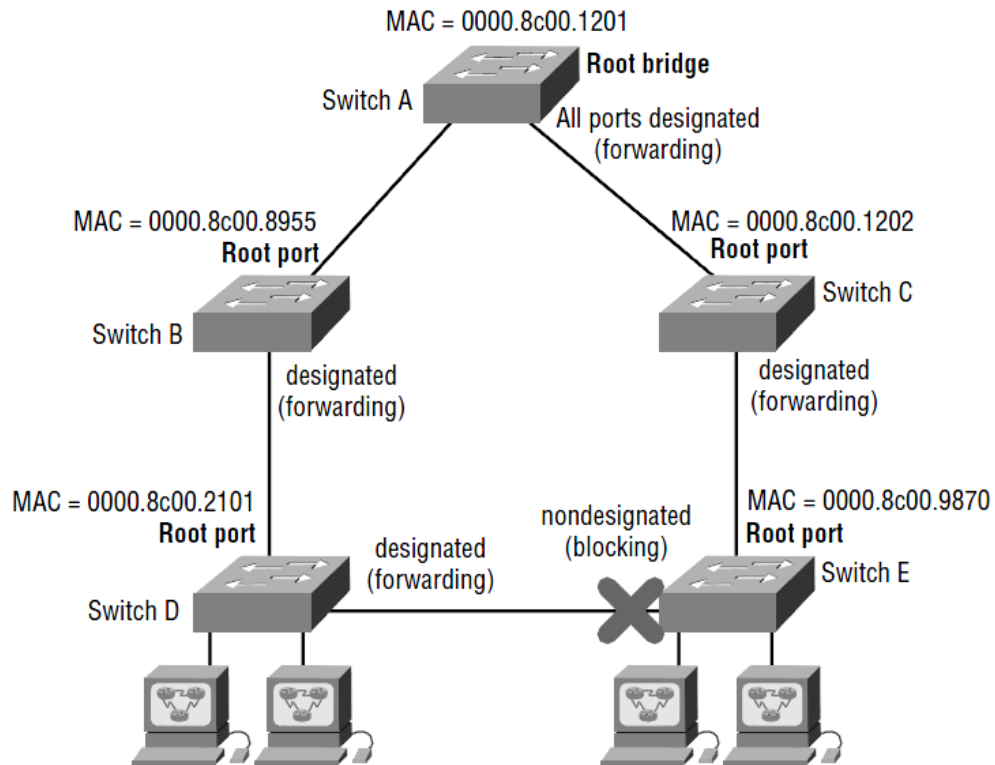 MAC = 0000.8c00.1201
Root bridge
Switch A
All ports designated
(forwarding)
MAC = 0000.8c00.8955
Root port
MAC = 0000.8c00.1202
Root port
Switch B
Switch C
designated
(forwarding)
designated
(forwarding)
MAC = 0000.8c00.2101
Root port
MAC = 0000.8c00.9870
Root port
designated
(forwarding)
nondesignated
(blocking)
Switch D
Switch E